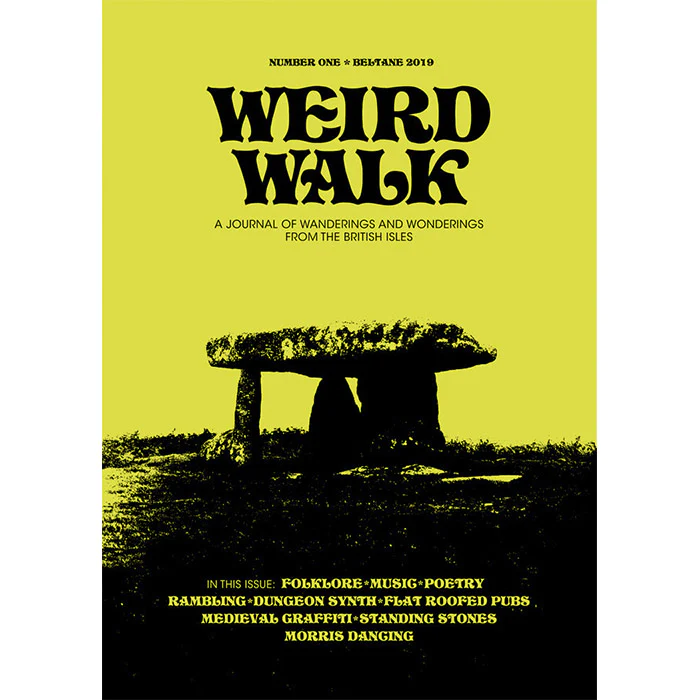 NUMBER ONE * BELTANE 2019
WEIRD
WALK
A JOURNAL OF WANDERINGS AND WONDERINGS
FROM THE BRITISH ISLES
IN THIS ISSUE: FOLKLORE*MUSIC*POETRY
RAMBLING*DUNGEON SYNTH*FLAT ROOFED PUBS
MEDIEVAL GRAFFITI*STANDING STONES
MORRIS DANCING